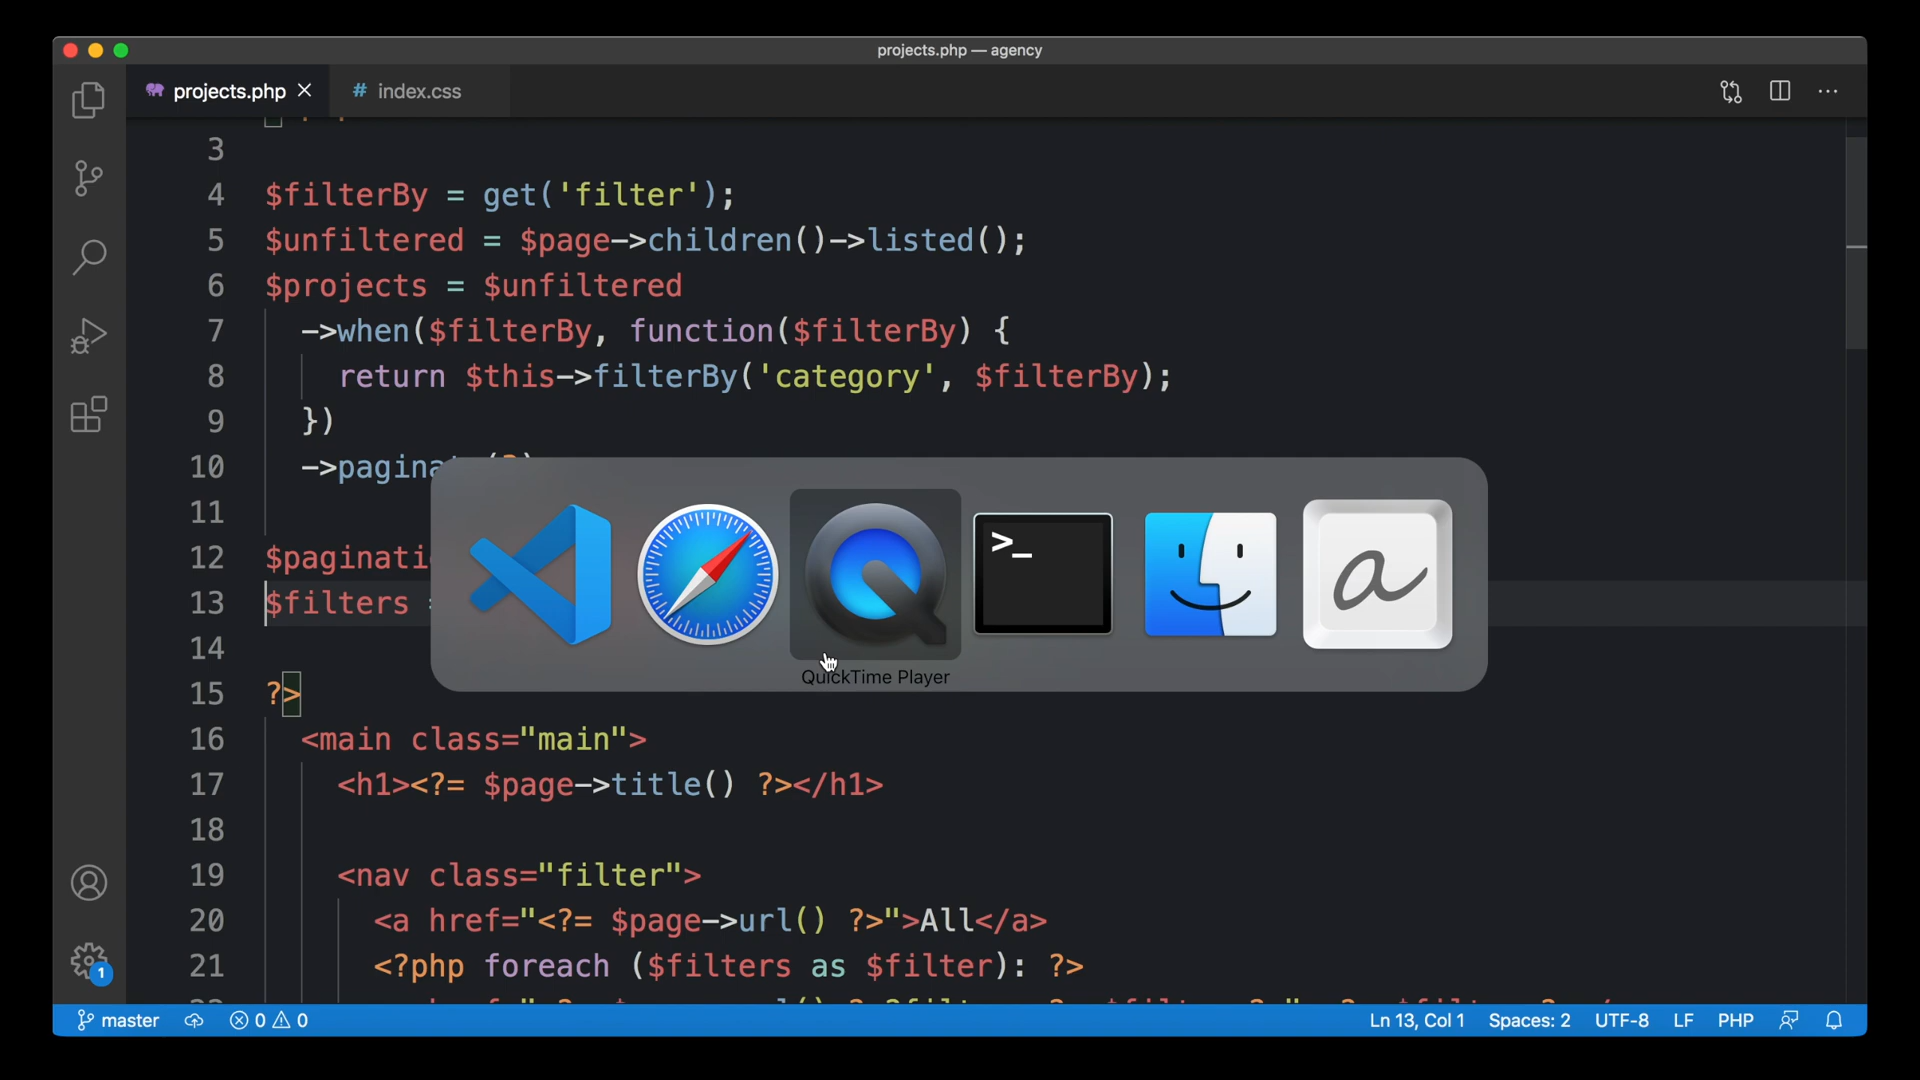 projects.php — agency
projects.php
# index.css
3
4 $filterBy = get('filter');
5 $unfiltered = $page->children()->listed();
6 $projects = $unfiltered
7 ->when($filterBy, function($filterBy) {
8 return $this->filterBy('category', $filterBy);
9 })
10
11
12
13 $filters
14
15 ?>
16 <main class="main">
17 <h1><?= $page->title() ?></h1>
18
19 <nav class="filter">
20 <a href="<?= $page->url() ?>">All</a>
21 <?php foreach ($filters as $filter): ?>
>_
a
QuickTime Player
1
master
0 0
Ln 13, Col 1
Spaces: 2
UTF-8
LF
PHP